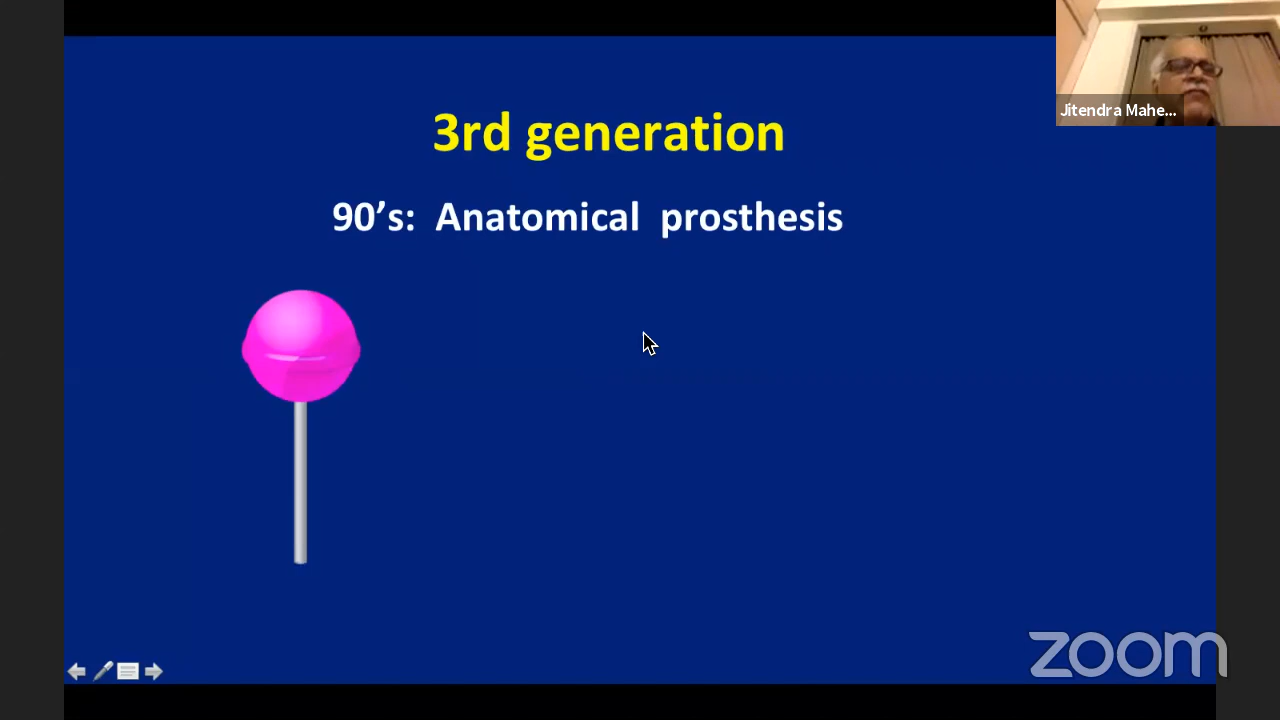 Jitendra Mahe...
3rd generation
90’s: Anatomical prosthesis
zoom